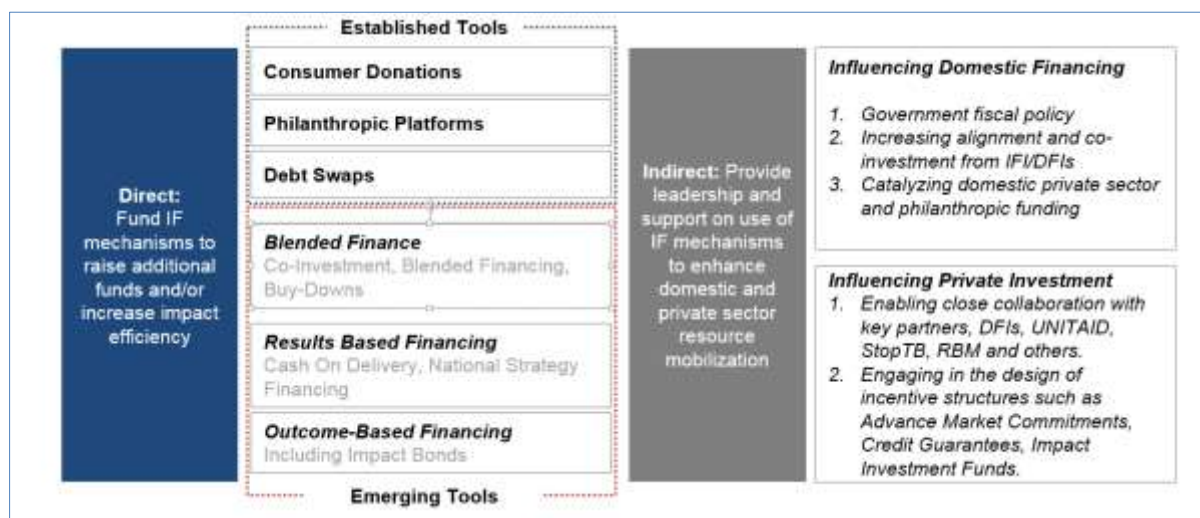 Established Tools
Direct:
Fund IF
mechanisms to
raise additional
funds and/or
increase impact
efficiency
Consumer Donations
Philanthropic Platforms
Debt Swaps
Blended Finance
Co-Investment, Blended Financing,
Buy-Downs
Results Based Financing
Cash On Delivery, National Strategy
Financing
Outcome-Based Financing
Including Impact Bonds
Emerging Tools
Indirect: Provide
leadership and
support on use of
IF mechanisms
to enhance
domestic and
private sector
resource
mobilization
Influencing Domestic Financing
1. Government fiscal policy
2. Increasing alignment and co-
investment from IFI/DFIs
3. Catalyzing domestic private sector
and philanthropic funding
Influencing Private Investment
1. Enabling close collaboration with
key partners, DFIs, UNITAID,
StopTB, RBM and others.
2. Engaging in the design of
incentive structures such as
Advance Market Commitments,
Credit Guarantees, Impact
Investment Funds.